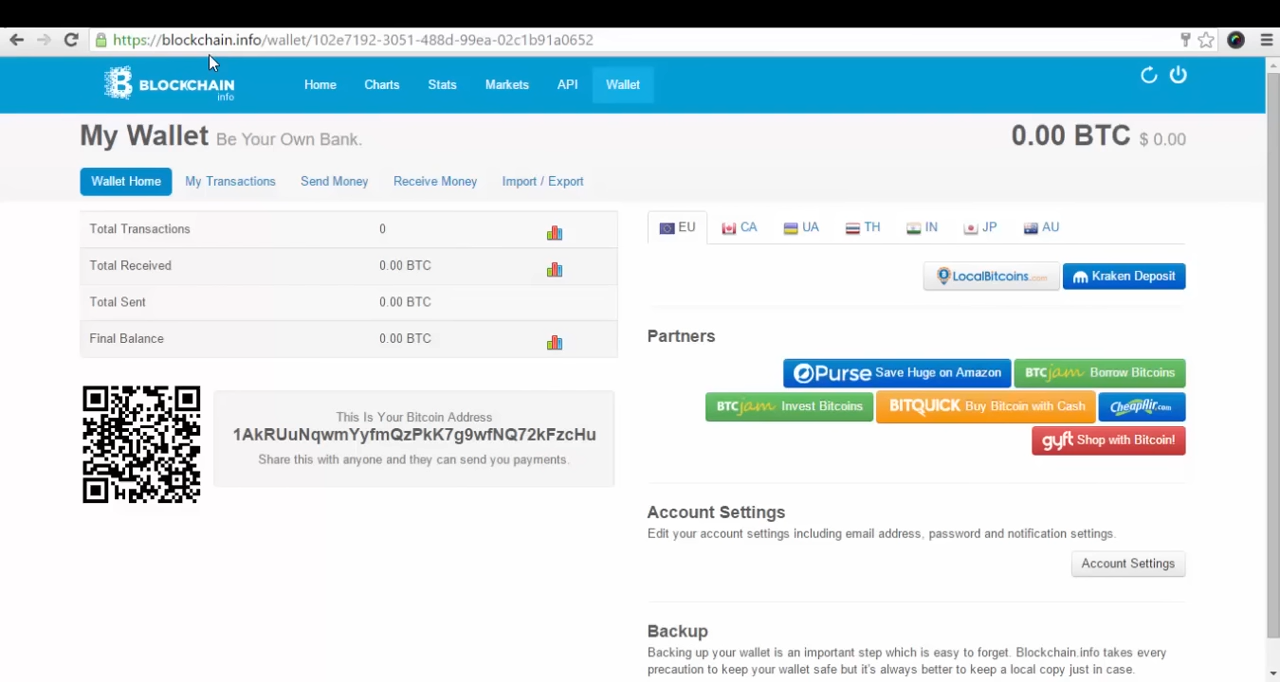 https://blockchain.info/wallet/102e7192-3051-488d-99ea-02c1b91a0652
BLOCKCHAIN
info
Home Charts Stats Markets API Wallet
My Wallet Be Your Own Bank.
0.00 BTC $ 0.00
Wallet Home My Transactions Send Money Receive Money Import / Export
Total Transactions 0
Total Received 0.00 BTC
Total Sent 0.00 BTC
Final Balance 0.00 BTC
This Is Your Bitcoin Address
1AkRUuNqwmYyfmQzPkK7g9wfNQ72kFzcHu
Share this with anyone and they can send you payments.
EU CA UA TH IN JP AU
LocalBitcoins.com Kraken Deposit
Partners
Purse Save Huge on Amazon BTCjam Borrow Bitcoins
BTCjam Invest Bitcoins BITQUICK Buy Bitcoin with Cash CheapAir.com
gyft Shop with Bitcoin!
Account Settings
Edit your account settings including email address, password and notification settings.
Account Settings
Backup
Backing up your wallet is an important step which is easy to forget. Blockchain.info takes every
precaution to keep your wallet safe but it's always better to keep a local copy just in case.